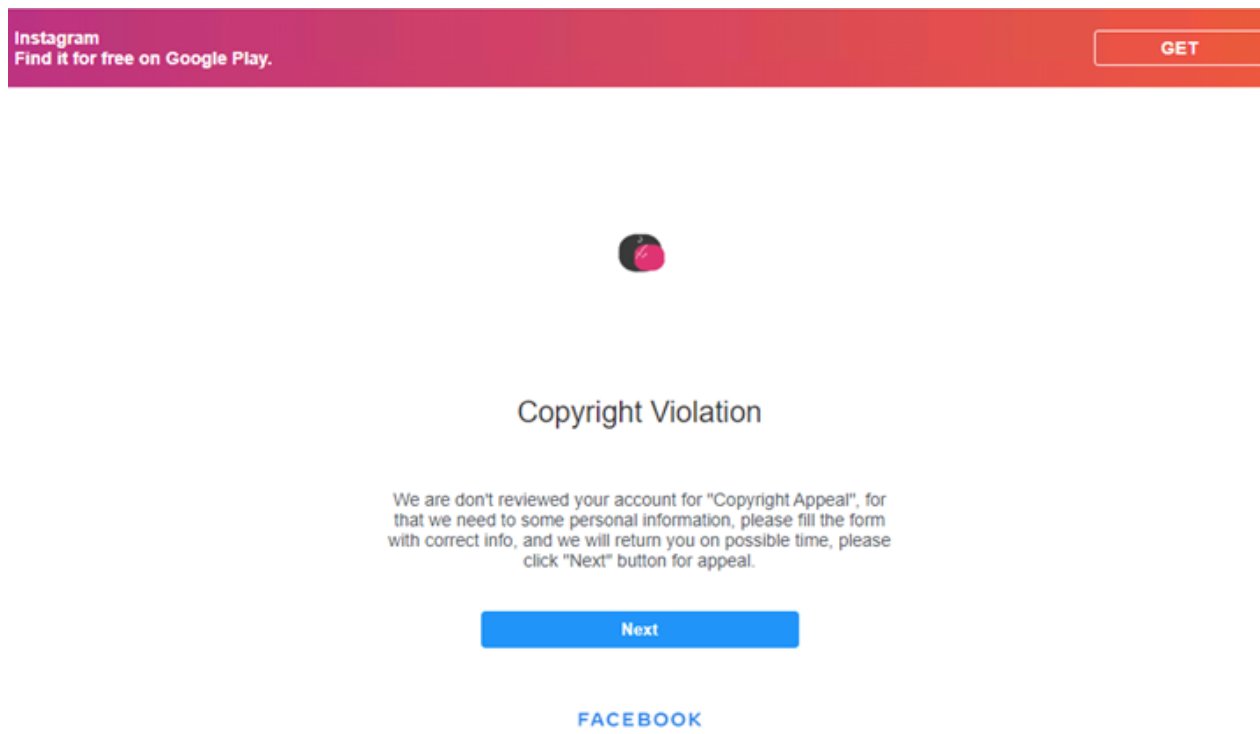 Instagram
Find it for free on Google Play.
GET
Copyright Violation
We are don't reviewed your account for "Copyright Appeal", for
that we need to some personal information, please fill the form
with correct info, and we will return you on possible time, please
click "Next" button for appeal.
Next
FACEBOOK